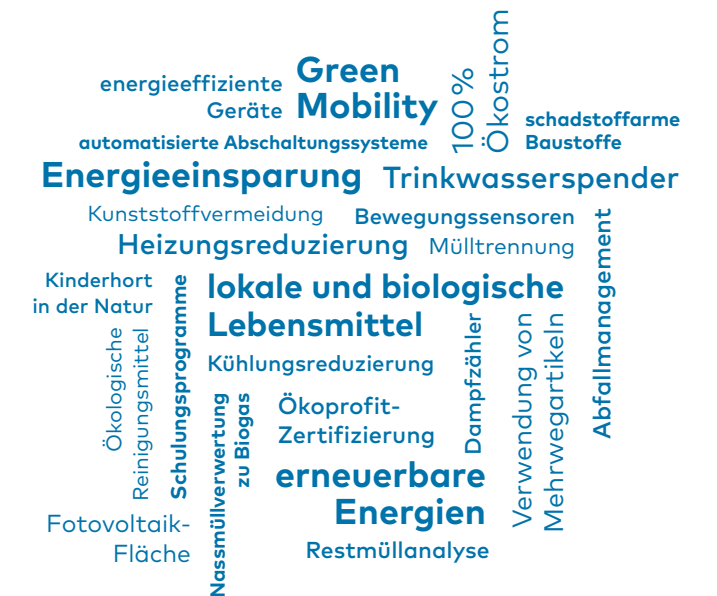 energieeffiziente
Geräte
Green
Mobility
100 %
Ökostrom
schadstoffarme
Baustoffe
automatisierte Abschaltungssysteme
Energieeinsparung
Trinkwasserspender
Kunststoffvermeidung
Bewegungssensoren
Heizungsreduzierung
Mülltrennung
Abfallmanagement
Kinderhort
in der Natur
Schulungsprogramme
lokale und biologische
Lebensmittel
Ökologische
Reinigungsmittel
Kühlungsreduzierung
Dampfzähler
Verwendung von
Mehrwegartikeln
Nassmüllverwertung
zu Biogas
Ökoprofit-
Zertifizierung
erneuerbare
Energien
Fotovoltaik-
Fläche
Restmüllanalyse